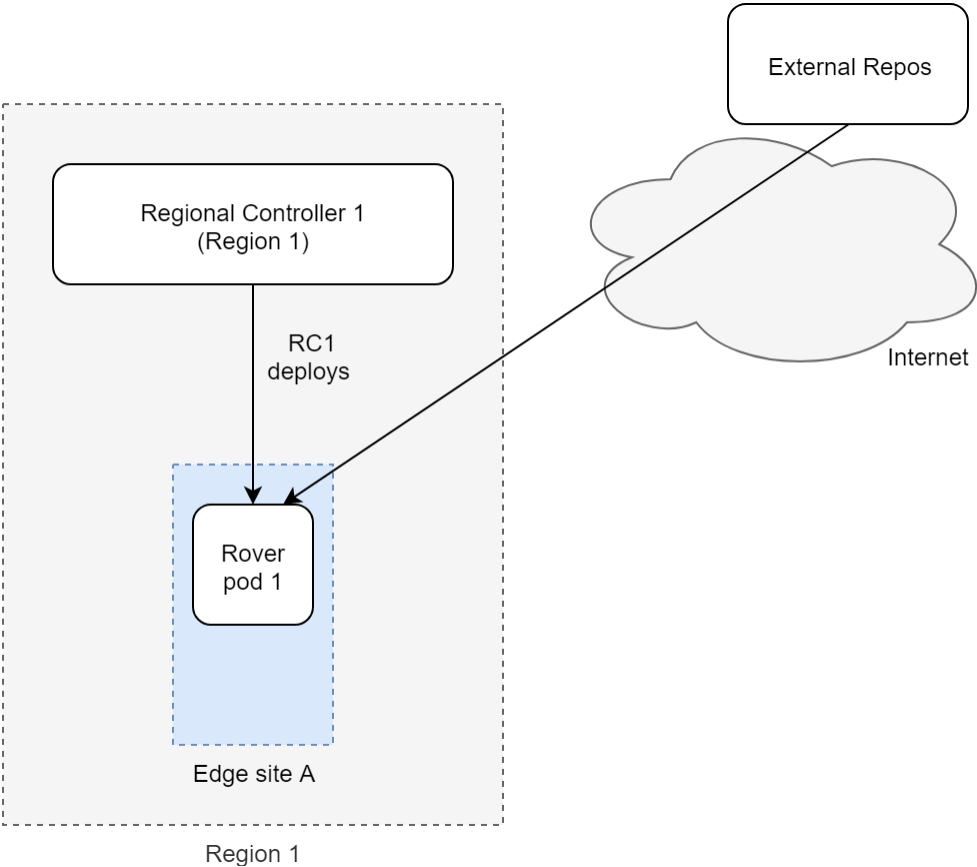 External Repos
Regional Controller 1
(Region 1)
RC1
deploys
Internet
Rover
pod 1
Edge site A
Region 1